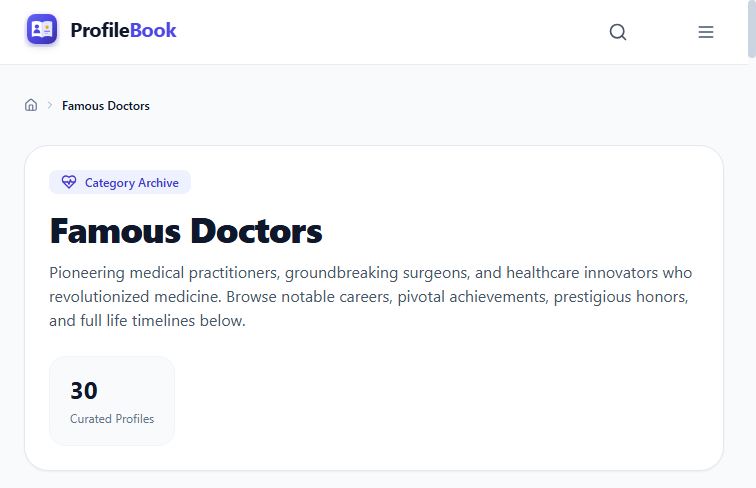 ProfileBook
Famous Doctors
Category Archive
Famous Doctors
Pioneering medical practitioners, groundbreaking surgeons, and healthcare innovators who
revolutionized medicine. Browse notable careers, pivotal achievements, prestigious honors,
and full life timelines below.
30
Curated Profiles